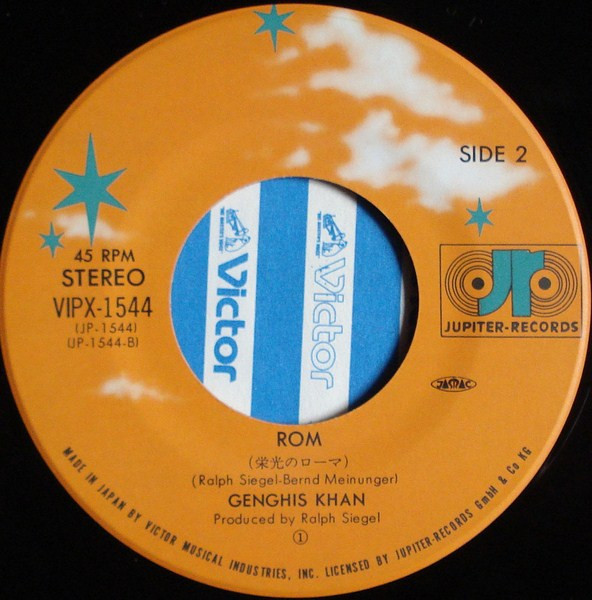 SIDE 2
45 RPM
STEREO
VIPX-1544
(JP-1544)
(JP-1544-B)
jr
JUPITER-RECORDS
JASRAC
Victor
Victor
ROM
(栄光のローマ)
(Ralph Siegel-Bernd Meinunger)
GENGHIS KHAN
Produced by Ralph Siegel
①
MADE IN JAPAN BY VICTOR MUSICAL INDUSTRIES, INC. LICENSED BY JUPITER-RECORDS GmbH & Co KG